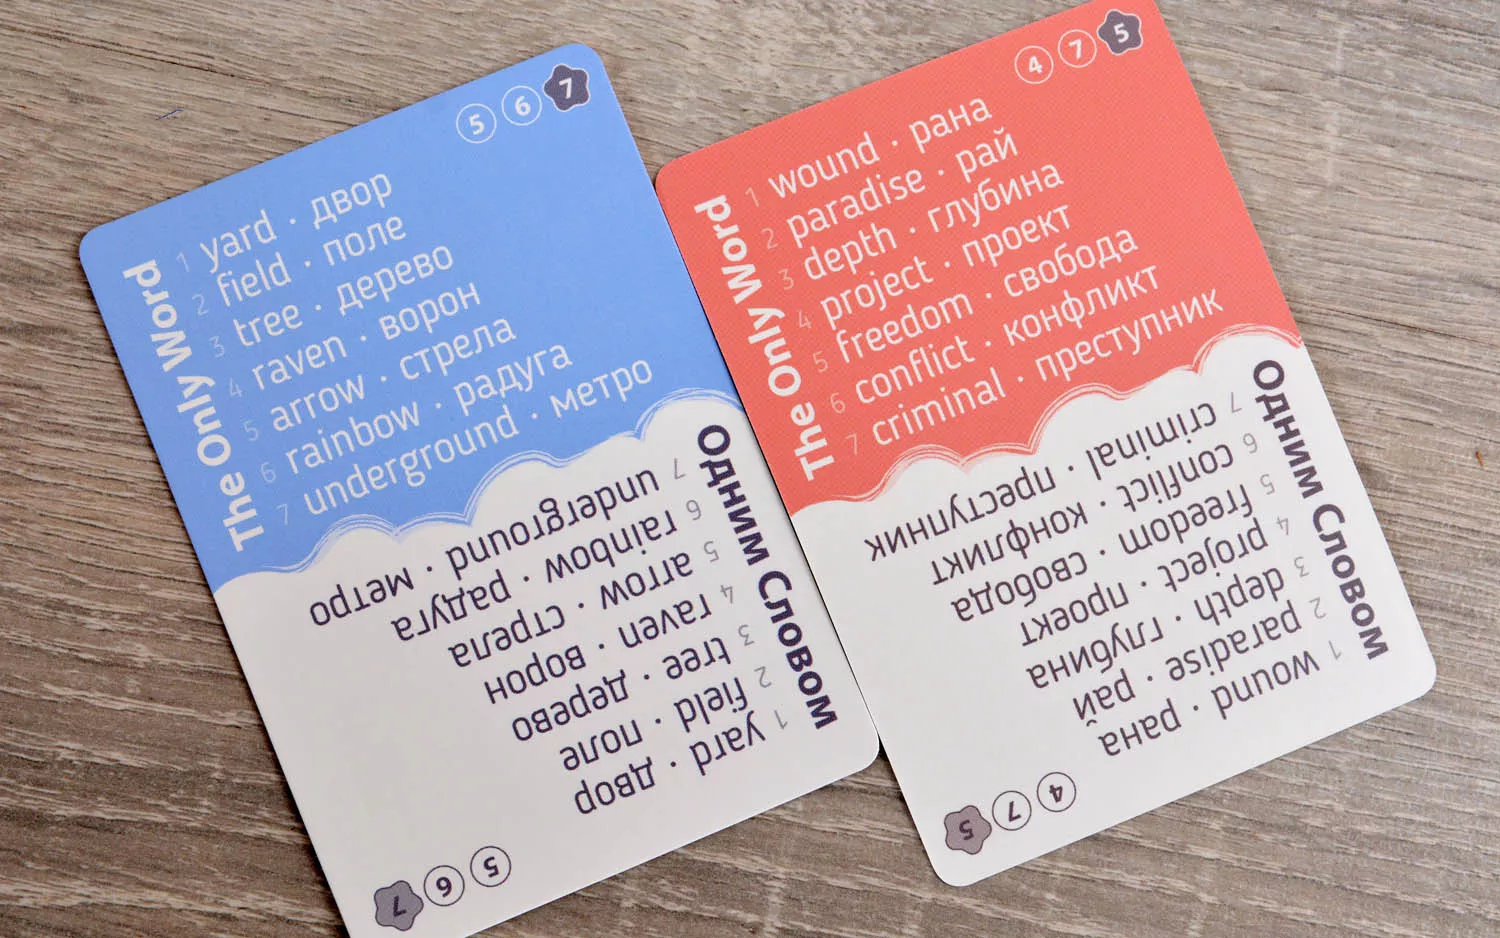 5 6 7
The Only Word
1 yard · двор
2 field · поле
3 tree · дерево
4 raven · ворон
5 arrow · стрела
6 rainbow · радуга
7 underground · метро
Одним Словом
1 yard · двор
2 field · поле
3 tree · дерево
4 raven · ворон
5 arrow · стрела
6 rainbow · радуга
7 underground · метро
5 6 7
4 7 5
The Only Word
1 wound · рана
2 paradise · рай
3 depth · глубина
4 project · проект
5 freedom · свобода
6 conflict · конфликт
7 criminal · преступник
Одним Словом
1 wound · рана
2 paradise · рай
3 depth · глубина
4 project · проект
5 freedom · свобода
6 conflict · конфликт
7 criminal · преступник
4 7 5